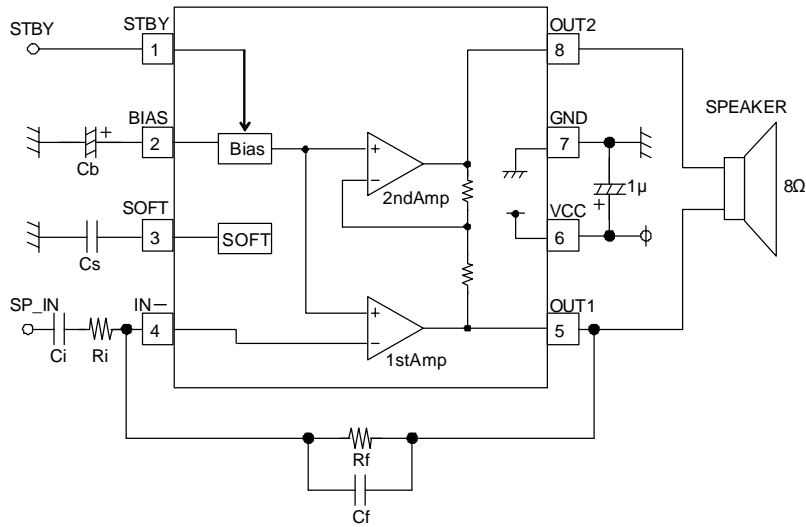 STBY
STBY
1
OUT2
8
BIAS
+
2
Cb
Bias
+
−
2ndAmp
GND
7
1μ
+
SPEAKER
8Ω
SOFT
3
Cs
SOFT
VCC
6
SP_IN
IN−
4
Ci
Ri
+
−
1stAmp
OUT1
5
Rf
Cf